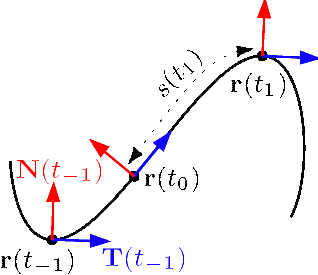 s(t₁)
r(t₁)
N(t₋₁)
r(t₀)
r(t₋₁)
T(t₋₁)